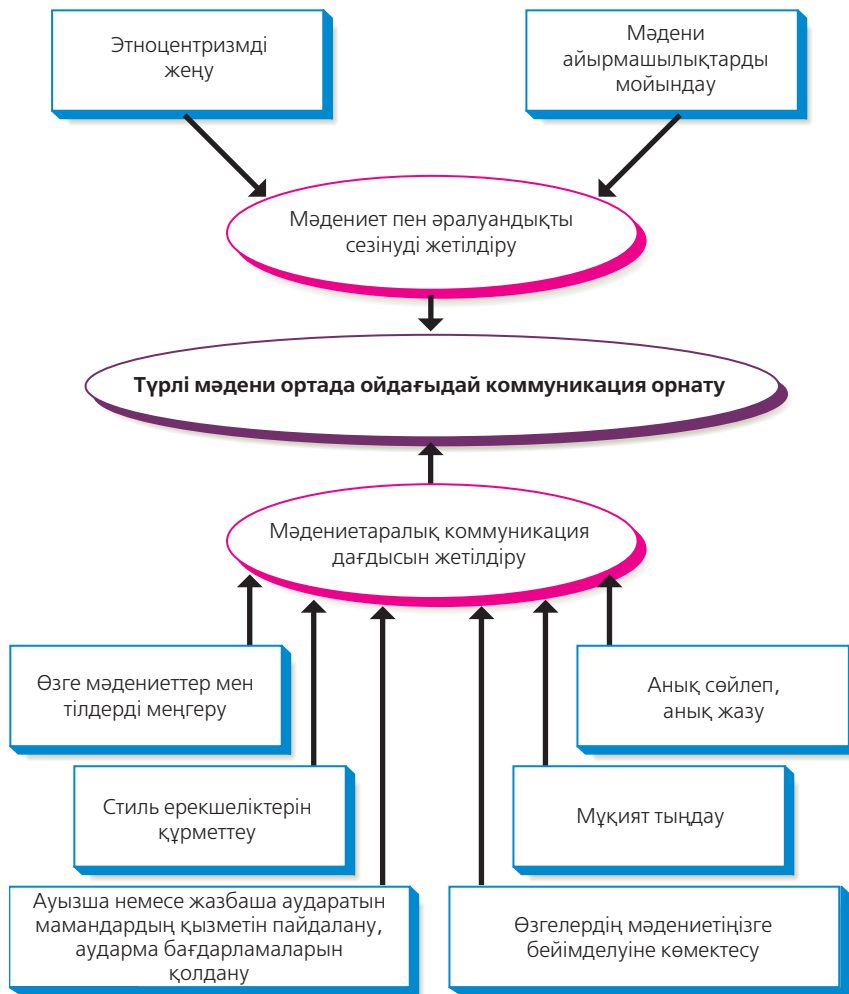 Этноцентризмді
жеңу
Мәдени
айырмашылықтарды
мойындау
Мәдениет пен әралуандықты
сезінуді жетілдіру
Түрлі мәдени ортада ойдағыдай коммуникация орнату
Мәдениетаралық коммуникация
дағдысын жетілдіру
Өзге мәдениеттер мен
тілдерді меңгеру
Анық сөйлеп,
анық жазу
Стиль ерекшеліктерін
құрметтеу
Мұқият тыңдау
Ауызша немесе жазбаша аударатын
мамандардың қызметін пайдалану,
аударма бағдарламаларын
қолдану
Өзгелердің мәдениетіңізге
бейімделуіне көмектесу